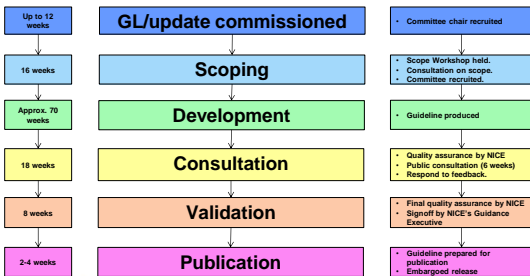 Up to 12
weeks
GL/update commissioned
• Committee chair recruited
16 weeks
Scoping
• Scope Workshop held.
• Consultation on scope.
• Committee recruited.
Approx. 70
weeks
Development
• Guideline produced
18 weeks
Consultation
• Quality assurance by NICE
• Public consultation (6 weeks)
• Respond to feedback.
8 weeks
Validation
• Final quality assurance by NICE
• Signoff by NICE's Guidance
Executive
2-4 weeks
Publication
• Guideline prepared for
publication
• Embargoed release